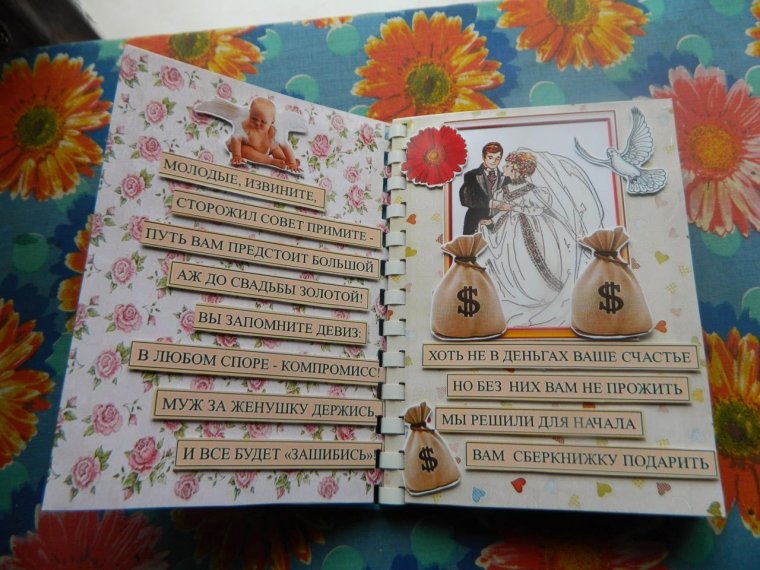 МОЛОДЫЕ, ИЗВИНИТЕ,
СТОРОЖИЛ СОВЕТ ПРИМИТЕ -
ПУТЬ ВАМ ПРЕДСТОИТ БОЛЬШОЙ
АЖ ДО СВАДЬБЫ ЗОЛОТОЙ!
ВЫ ЗАПОМНИТЕ ДЕВИЗ:
В ЛЮБОМ СПОРЕ - КОМПРОМИСС!
МУЖ ЗА ЖЕНУШКУ ДЕРЖИСЬ
И ВСЕ БУДЕТ «ЗАШИБИСЬ»
ХОТЬ НЕ В ДЕНЬГАХ ВАШЕ СЧАСТЬЕ
НО БЕЗ НИХ ВАМ НЕ ПРОЖИТЬ
МЫ РЕШИЛИ ДЛЯ НАЧАЛА
ВАМ СБЕРКНИЖКУ ПОДАРИТЬ
$
$
$